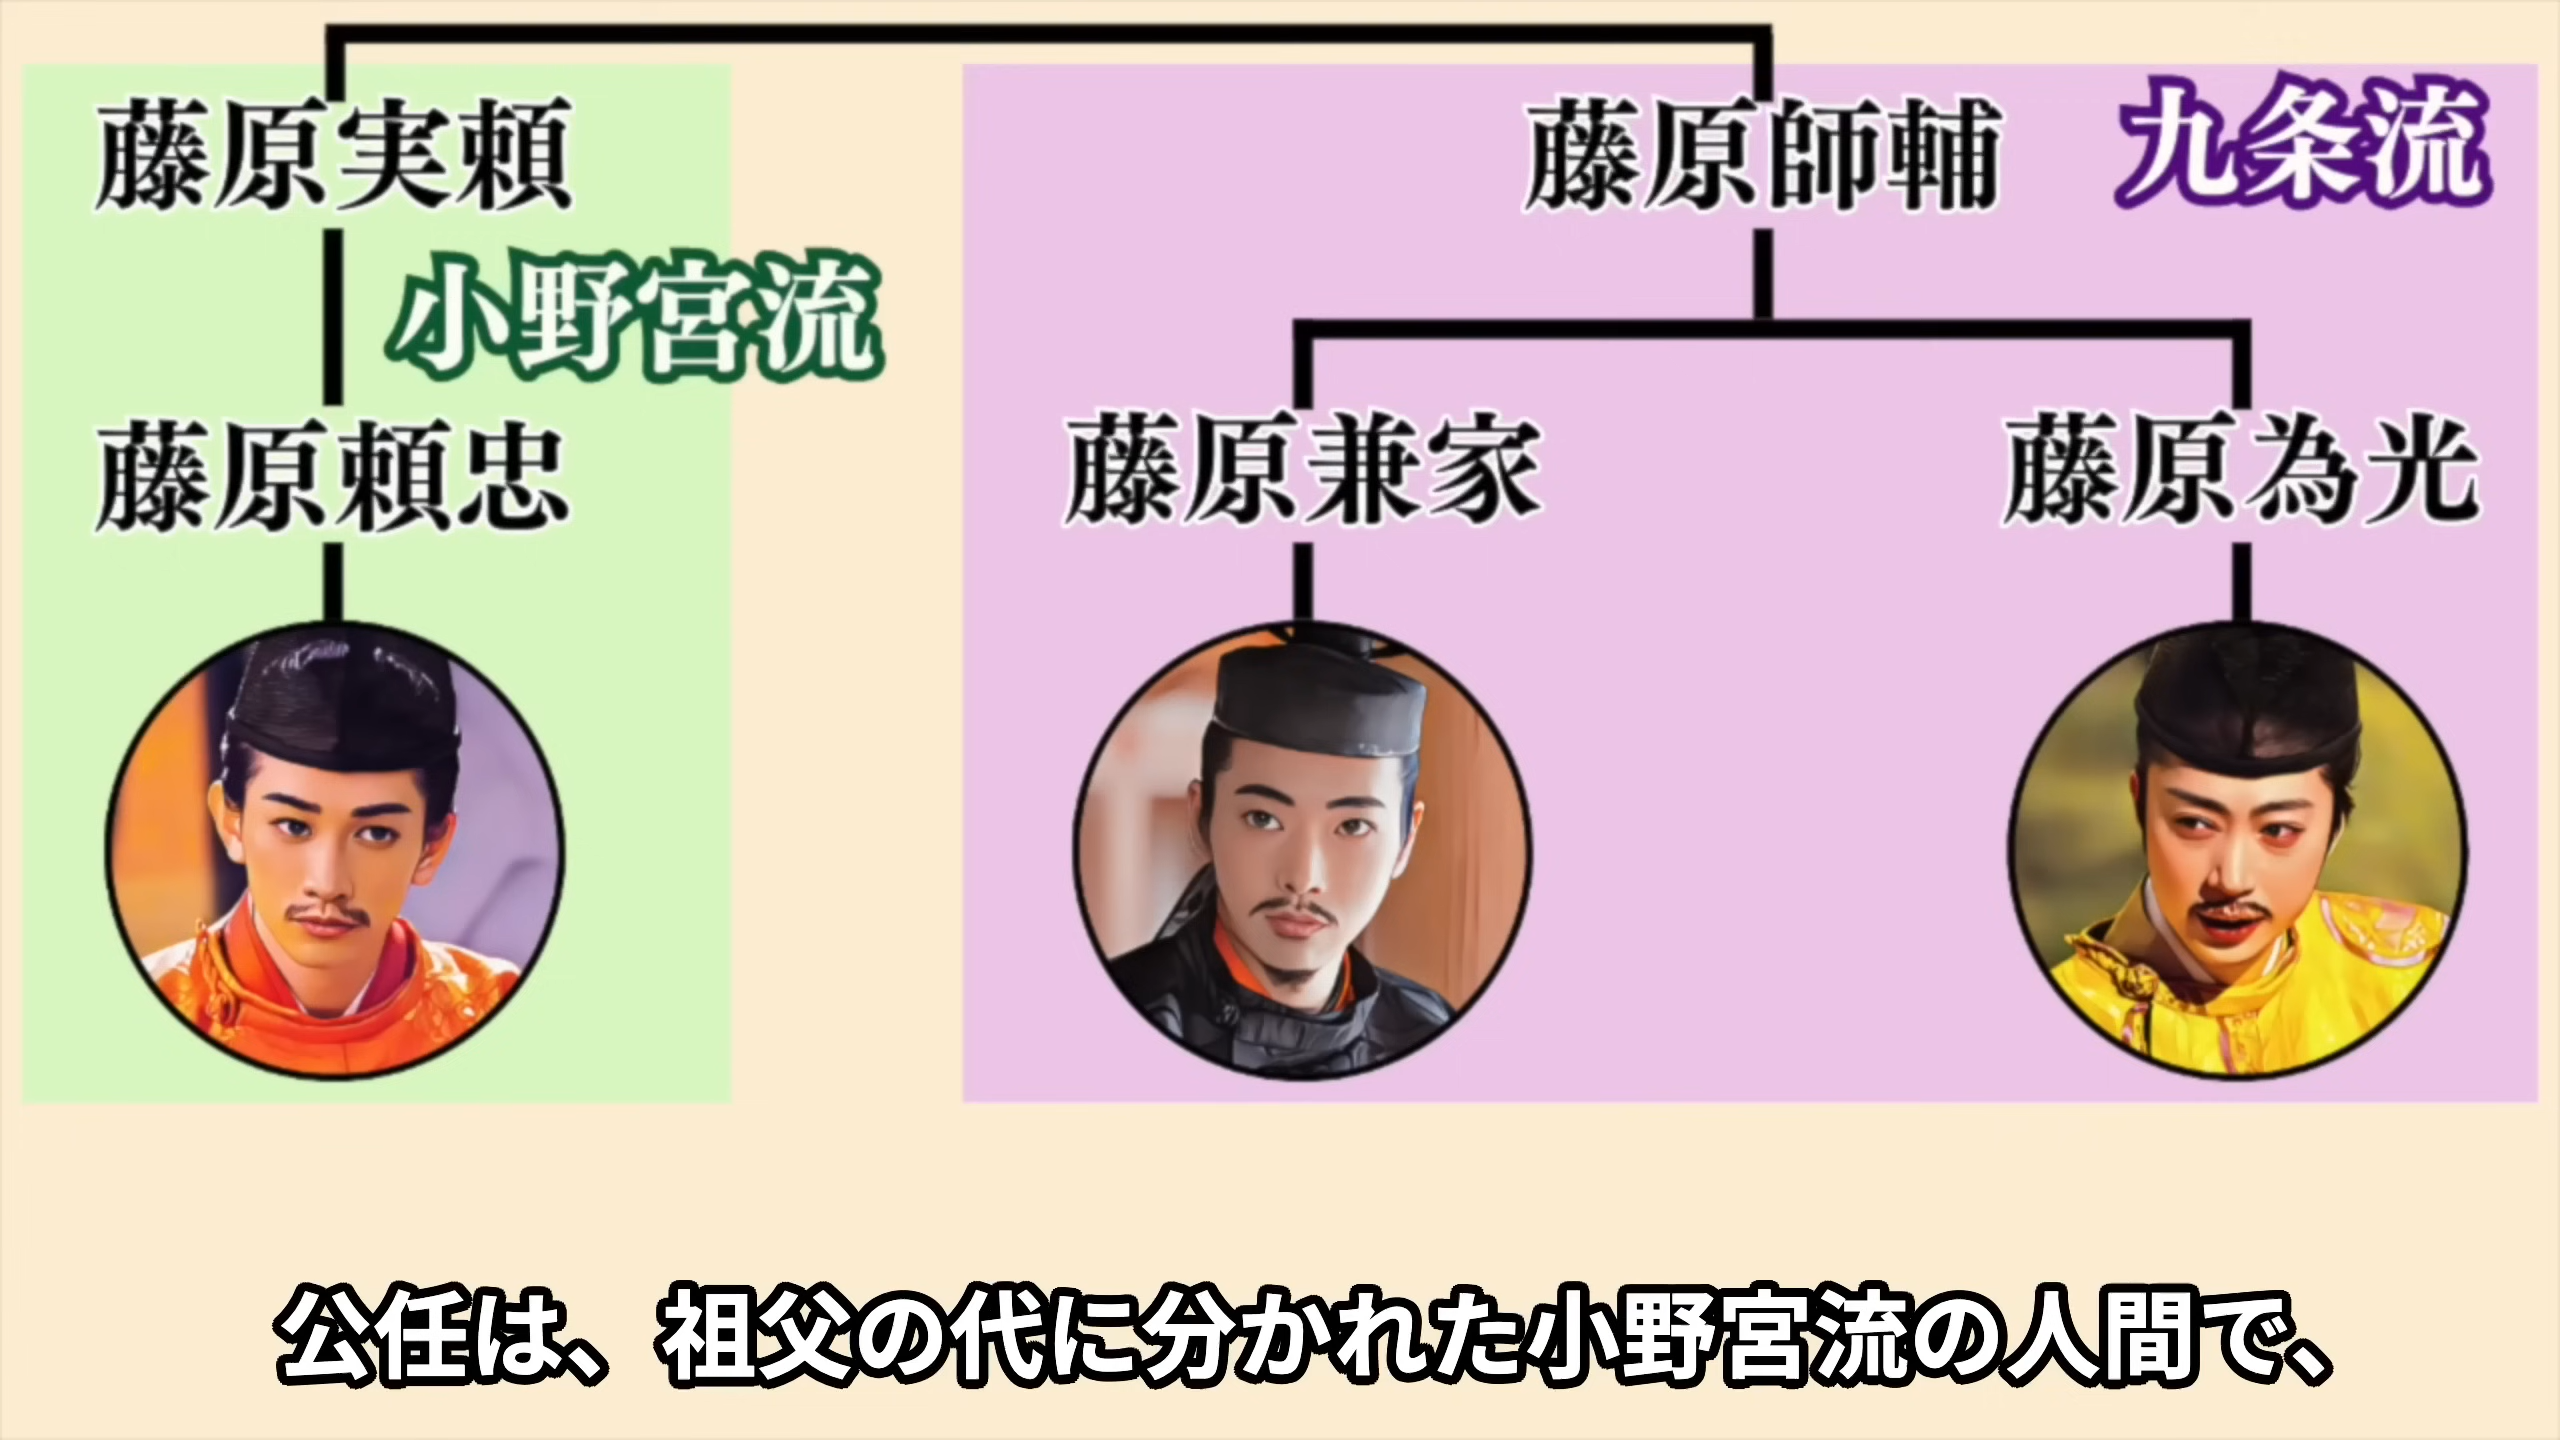 藤原実頼
藤原師輔
九条流
小野宮流
藤原頼忠
藤原兼家
藤原為光
公任は、祖父の代に分かれた小野宮流の人間で、